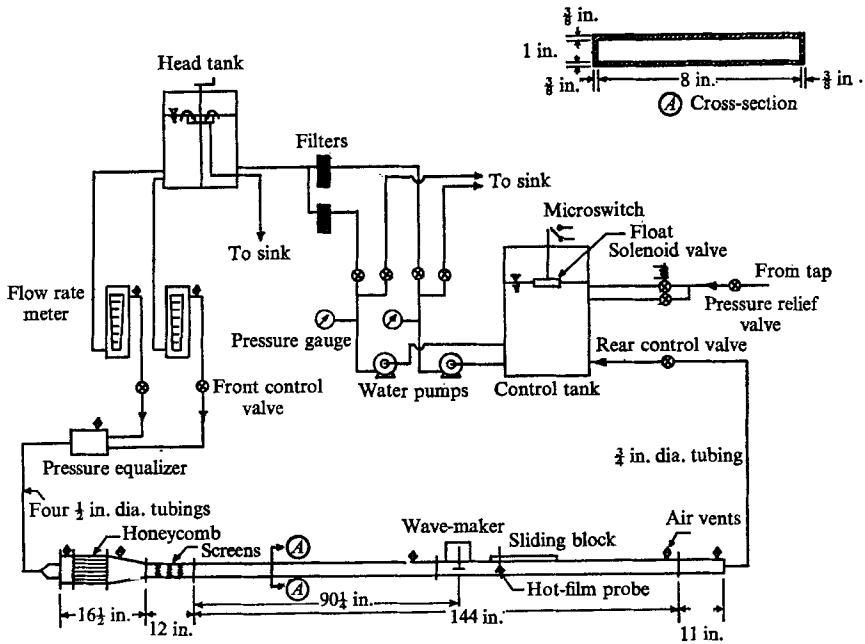 3/8 in.
1 in.
3/8 in.
8 in.
3/8 in.
Ⓐ Cross-section
Head tank
Filters
To sink
To sink
Microswitch
Float
Solenoid valve
From tap
Pressure relief
valve
Flow rate
meter
Pressure gauge
Water pumps
Control tank
Rear control valve
Front control
valve
Pressure equalizer
3/4 in. dia. tubing
Four 1/2 in. dia. tubings
Honeycomb
Screens
Ⓐ
Ⓐ
Wave-maker
Sliding block
Air vents
Hot-film probe
90 1/4 in.
16 1/2 in.
12 in.
144 in.
11 in.